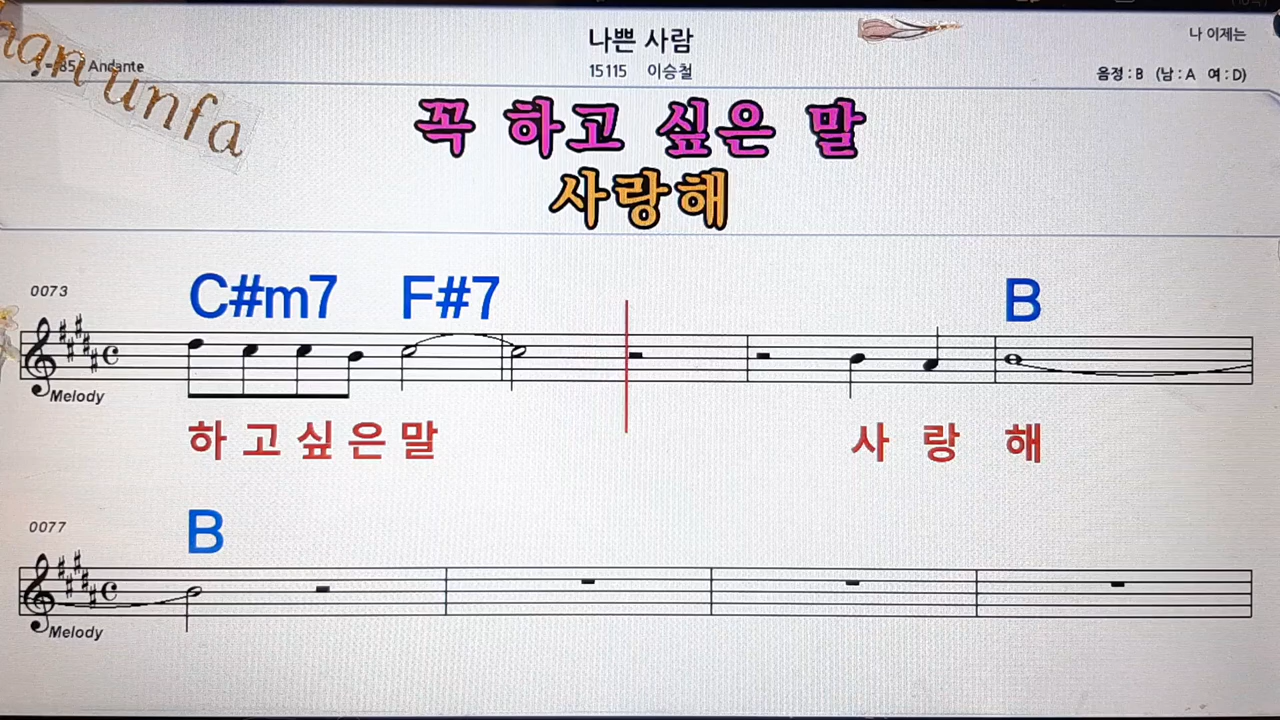 나쁜 사람
나 이제는
Andante
15115 이승철
음정 : B (남 : A 여 : D)
unfa
꼭 하고 싶은 말
사랑해
0073
C#m7 F#7 B
Melody
하 고 싶 은 말 사 랑 해
0077
B
Melody